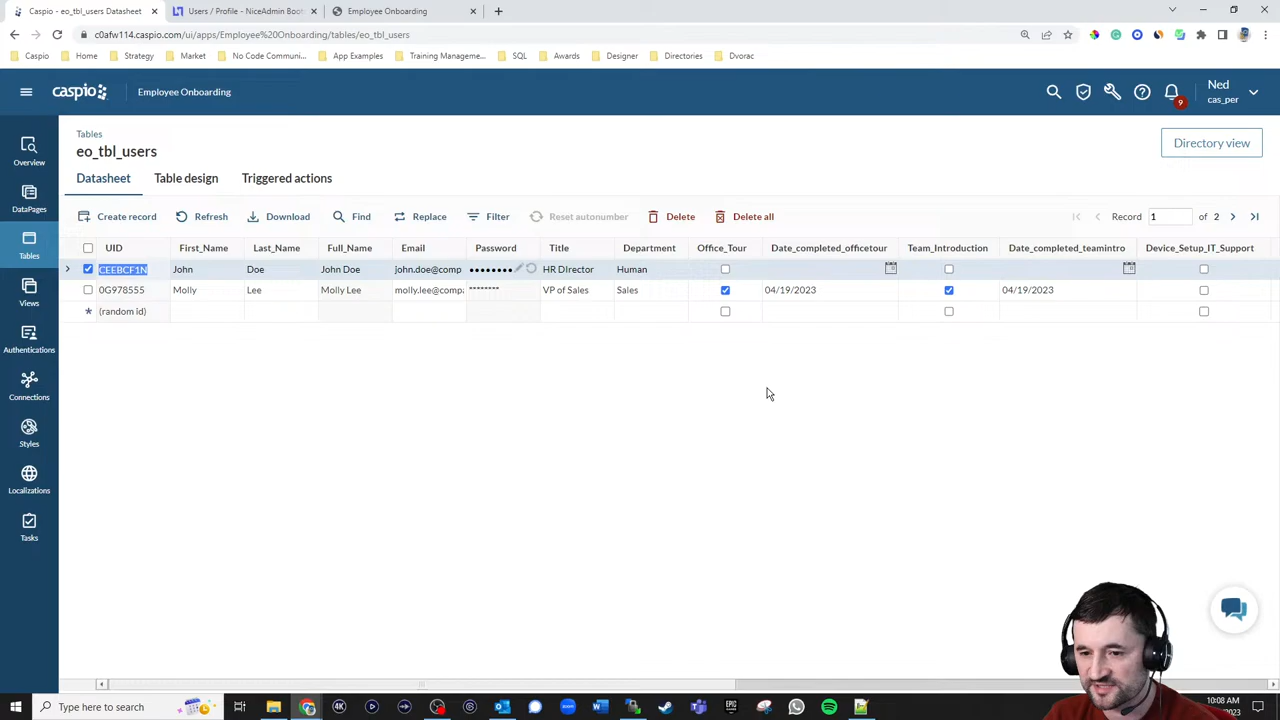 Caspio - eo_tbl_users Datasheet
Users / Profile - NiceAdmin Boot
Employee Onboarding
c0afw114.caspio.com/ui/apps/Employee%20Onboarding/tables/eo_tbl_users
Caspio
Home
Strategy
Market
No Code Communi...
App Examples
Training Manageme...
SQL
Awards
Designer
Directories
Dvorac
caspio
Employee Onboarding
9
Ned
cas_per
Overview
DataPages
Tables
Views
Authentications
Connections
Styles
Localizations
Tasks
Tables
eo_tbl_users
Directory view
Datasheet Table design Triggered actions
Create record Refresh Download Find Replace Filter Reset autonumber Delete Delete all Record 1 of 2
UID First_Name Last_Name Full_Name Email Password Title Department Office_Tour Date_completed_officetour Team_Introduction Date_completed_teamintro Device_Setup_IT_Support
CEEBCF1N John Doe John Doe john.doe@comp •••••••• HR DIrector Human
0G978555 Molly Lee Molly Lee molly.lee@comp ******** VP of Sales Sales 04/19/2023 04/19/2023
* (random id)
Type here to search
4K
EPIC
10:08 AM